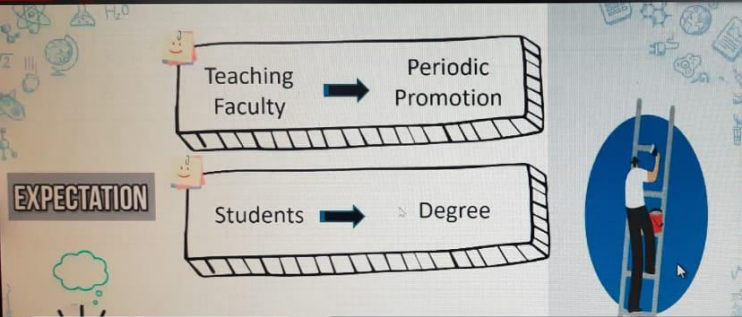 H₂O
Teaching
Faculty
Periodic
Promotion
EXPECTATION
Students
Degree